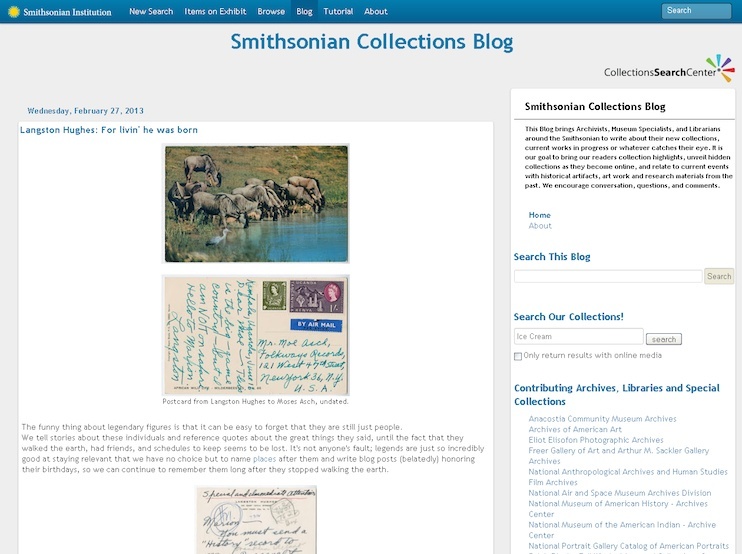 Smithsonian Institution
New Search
Items on Exhibit
Browse
Blog
Tutorial
About
Search
Smithsonian Collections Blog
CollectionsSearchCenter
Wednesday, February 27, 2013
Langston Hughes: For livin' he was born
BY AIR MAIL
Mr. Moe Asch,
Folkways Records,
121 West 47th Street,
New York 36, N.Y.
U.S.A.
Postcard from Langston Hughes to Moses Asch, undated.
The funny thing about legendary figures is that it can be easy to forget that they are still just people.
We tell stories about these individuals and reference quotes about the great things they said, until the fact that they
walked the earth, had friends, and schedules to keep seems to be lost. It's not anyone's fault; legends are just so incredibly
good at staying relevant that we have no choice but to name places after them and write blog posts (belatedly) honoring
their birthdays, so we can continue to remember them long after they stopped walking the earth.
Special and immediate attention
Marion
You must send a
"History" record to
Smithsonian Collections Blog
This Blog brings Archivists, Museum Specialists, and Librarians
around the Smithsonian to write about their new collections,
current works in progress or whatever catches their eye. It is
our goal to bring our readers collection highlights, unveil hidden
collections as they become online, and relate to current events
with historical artifacts, art work and research materials from the
past. We encourage conversation, questions, and comments.
Home
About
Search This Blog
Search
Search Our Collections!
Ice Cream
search
Only return results with online media
Contributing Archives, Libraries and Special
Collections
Anacostia Community Museum Archives
Archives of American Art
Eliot Elisofon Photographic Archives
Freer Gallery of Art and Arthur M. Sackler Gallery
Archives
National Anthropological Archives and Human Studies
Film Archives
National Air and Space Museum Archives Division
National Museum of American History - Archives
Center
National Museum of the American Indian - Archive
Center
National Portrait Gallery Catalog of American Portraits